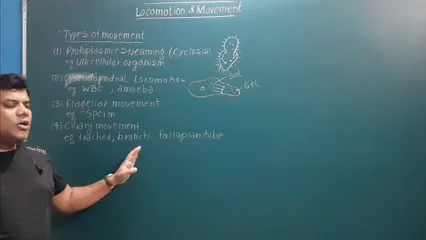 Locomotion & Movement
Types of movement
(1) Protoplasmic streaming (Cyclosis)
eg Unicellular organism
(2) Pseudopodial Locomotion
eg WBC, amoeba
Sol
Gel
(3) Flagellar movement
eg Sperm
(4) Ciliary movement
eg trachea, bronchi, fallopian tube